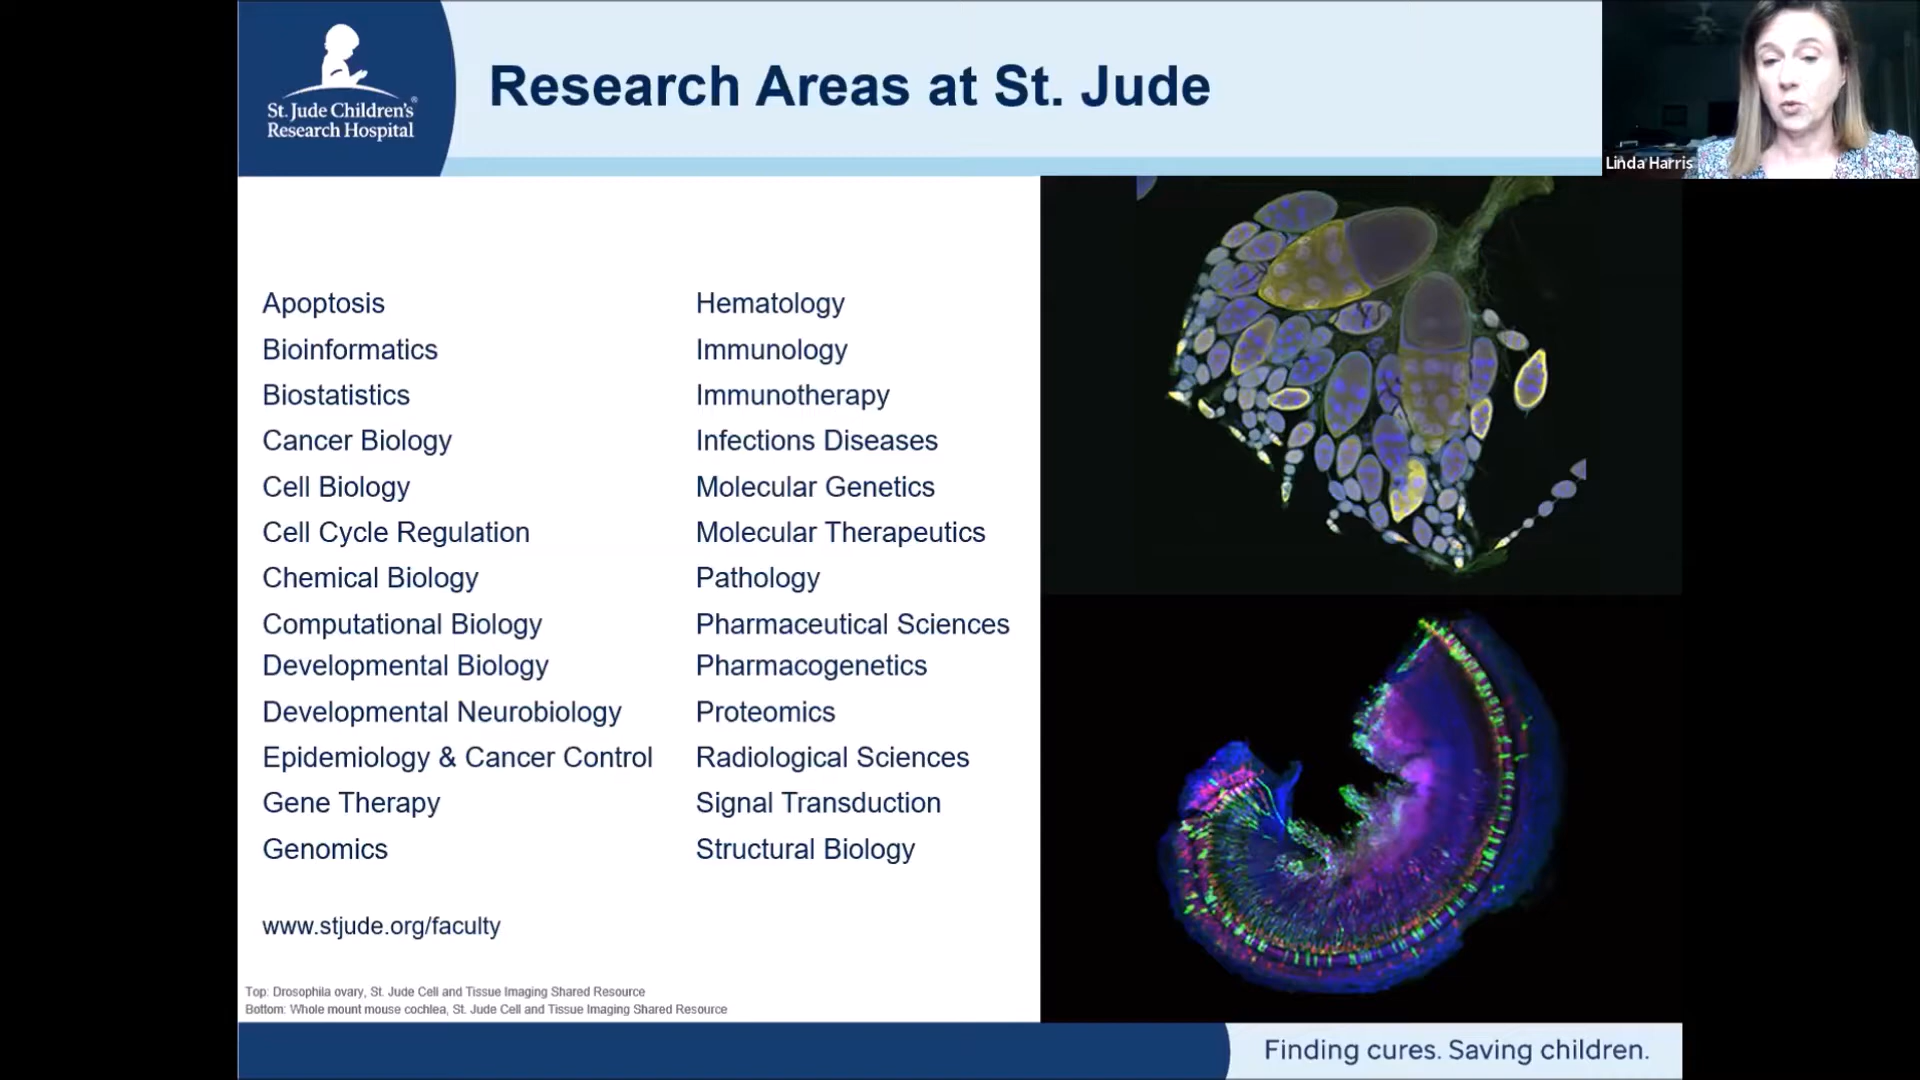 St. Jude Children's®
Research Hospital
Research Areas at St. Jude
Linda Harris
Apoptosis
Bioinformatics
Biostatistics
Cancer Biology
Cell Biology
Cell Cycle Regulation
Chemical Biology
Computational Biology
Developmental Biology
Developmental Neurobiology
Epidemiology & Cancer Control
Gene Therapy
Genomics
Hematology
Immunology
Immunotherapy
Infections Diseases
Molecular Genetics
Molecular Therapeutics
Pathology
Pharmaceutical Sciences
Pharmacogenetics
Proteomics
Radiological Sciences
Signal Transduction
Structural Biology
www.stjude.org/faculty
Top: Drosophila ovary, St. Jude Cell and Tissue Imaging Shared Resource
Bottom: Whole mount mouse cochlea, St. Jude Cell and Tissue Imaging Shared Resource
Finding cures. Saving children.